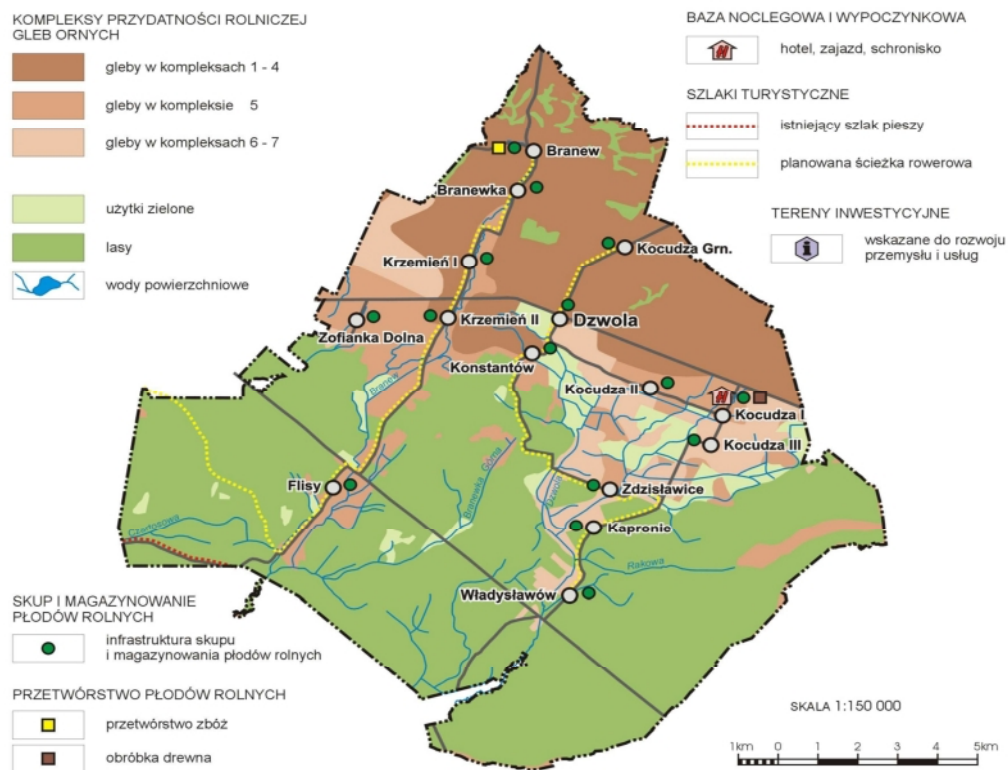 KOMPLEKSY PRZYDATNOŚCI ROLNICZEJ
GLEB ORNYCH
gleby w kompleksach 1 - 4
gleby w kompleksie 5
gleby w kompleksach 6 - 7
użytki zielone
lasy
wody powierzchniowe
BAZA NOCLEGOWA I WYPOCZYNKOWA
hotel, zajazd, schronisko
SZLAKI TURYSTYCZNE
istniejący szlak pieszy
planowana ścieżka rowerowa
TERENY INWESTYCYJNE
wskazane do rozwoju
przemysłu i usług
Branew
Branewka
Kocudza Grn.
Krzemień I
Krzemień II
Dzwola
Zofianka Dolna
Konstantów
Branew
Kocudza II
Kocudza I
Kocudza III
Branewka Górna
Flisy
Dzwola
Zdzisławice
Czartosowa
Kapronie
Rakowa
Władysławów
SKUP I MAGAZYNOWANIE
PŁODÓW ROLNYCH
infrastruktura skupu
i magazynowania płodów rolnych
PRZETWÓRSTWO PŁODÓW ROLNYCH
przetwórstwo zbóż
obróbka drewna
SKALA 1:150 000
1km 0 1 2 3 4 5km